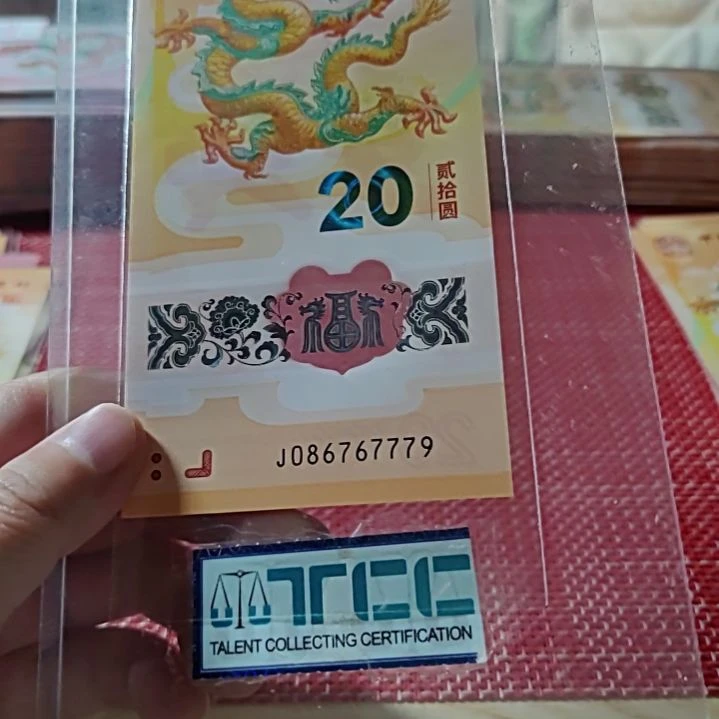 20
贰拾圆
福
J086767779
TCC
TALENT COLLECTING CERTIFICATION